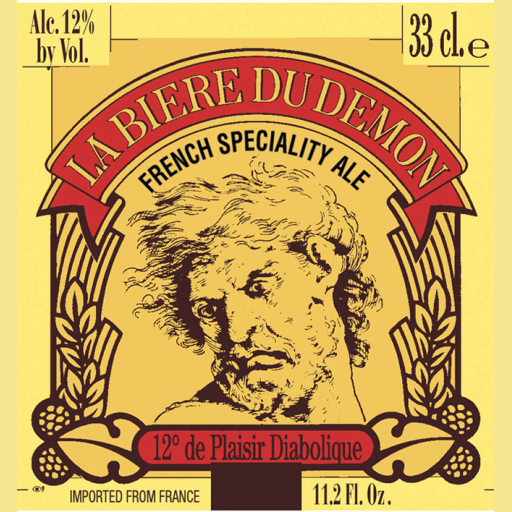 Alc. 12%
by Vol.
33 cl. e
LA BIERE DU DEMON
FRENCH SPECIALITY ALE
12° de Plaisir Diabolique
IMPORTED FROM FRANCE
11.2 Fl. Oz.